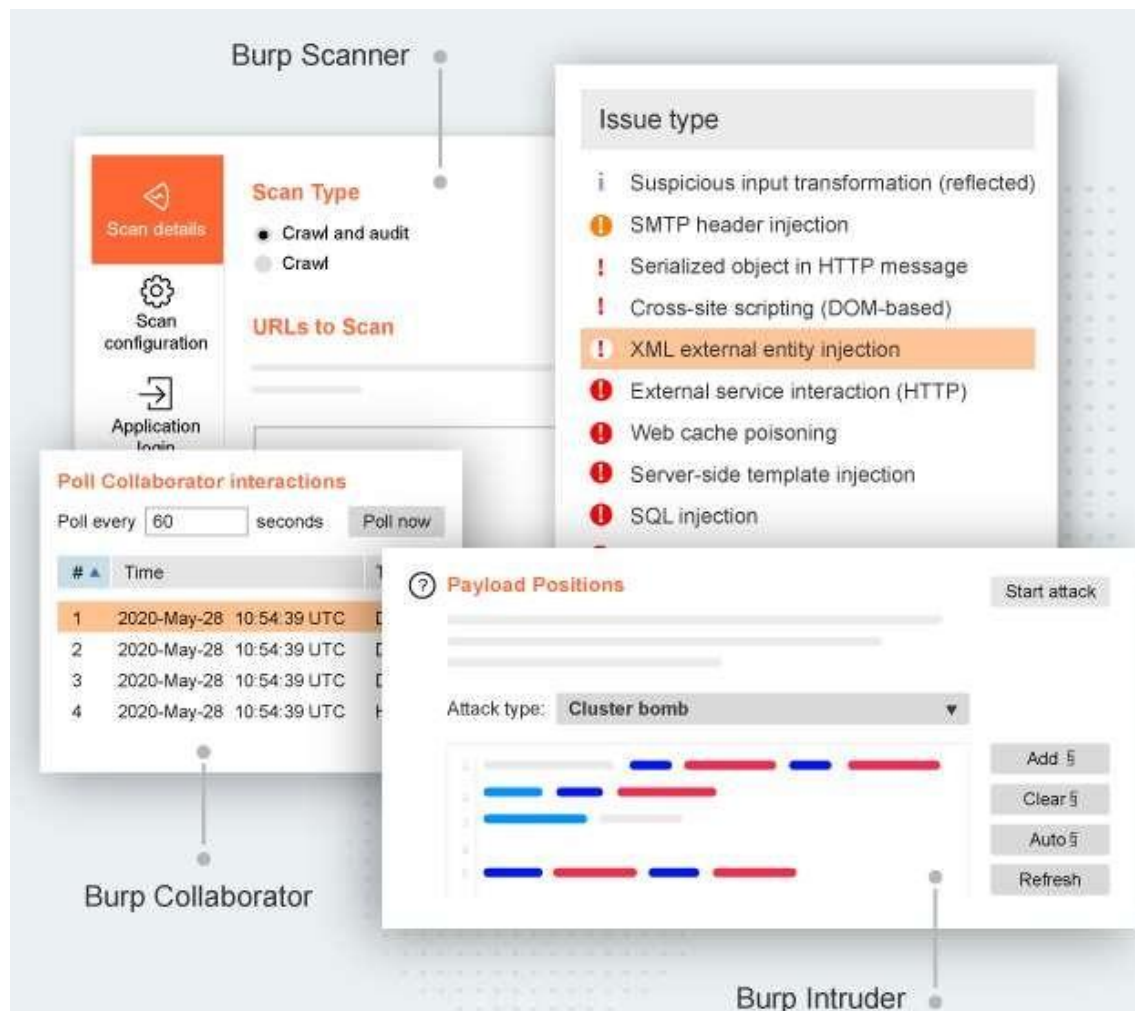 Burp Scanner
Issue type
Suspicious input transformation (reflected)
SMTP header injection
Serialized object in HTTP message
Cross-site scripting (DOM-based)
XML external entity injection
External service interaction (HTTP)
Web cache poisoning
Server-side template injection
SQL injection
Scan details
Scan configuration
Application
login
Scan Type
Crawl and audit
Crawl
URLs to Scan
Poll Collaborator interactions
Poll every 60 seconds Poll now
# Time
1 2020-May-28 10:54:39 UTC
2 2020-May-28 10:54:39 UTC
3 2020-May-28 10:54:39 UTC
4 2020-May-28 10:54:39 UTC
Burp Collaborator
? Payload Positions
Start attack
Attack type: Cluster bomb
Add §
Clear §
Auto §
Refresh
Burp Intruder